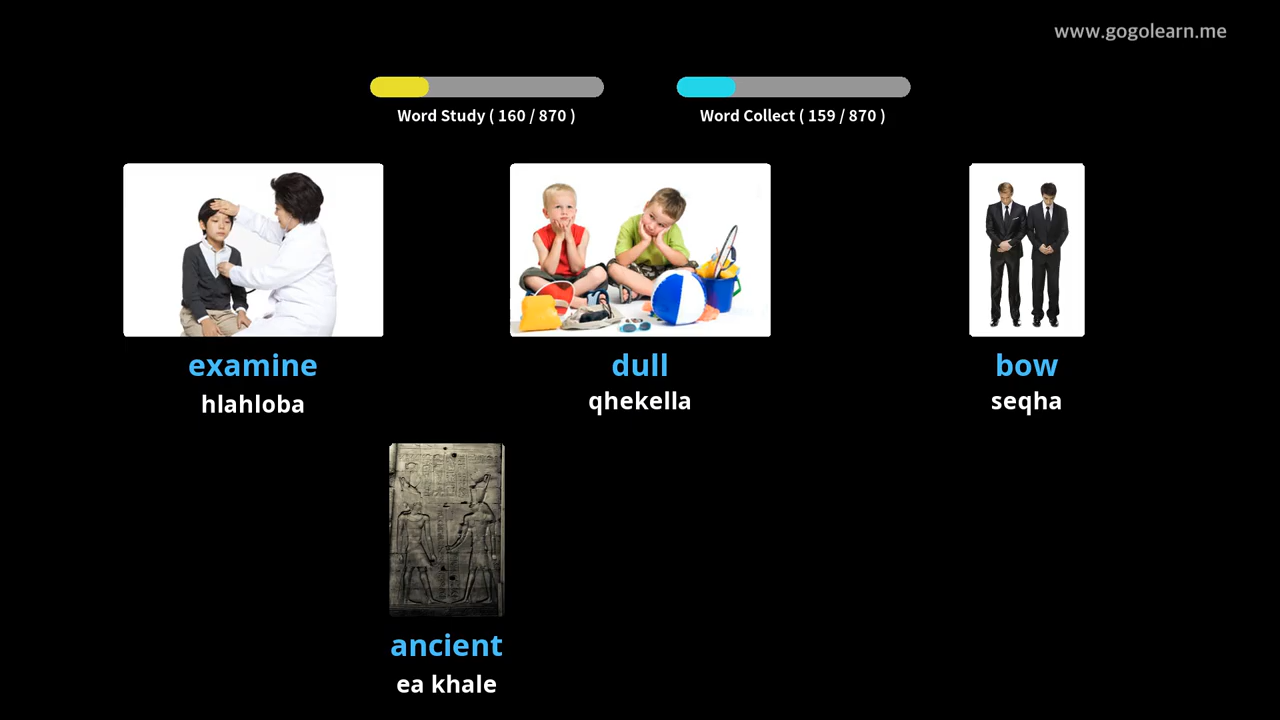 www.gogolearn.me
Word Study ( 160 / 870 )
Word Collect ( 159 / 870 )
examine
hlahloba
dull
qhekella
bow
seqha
ancient
ea khale